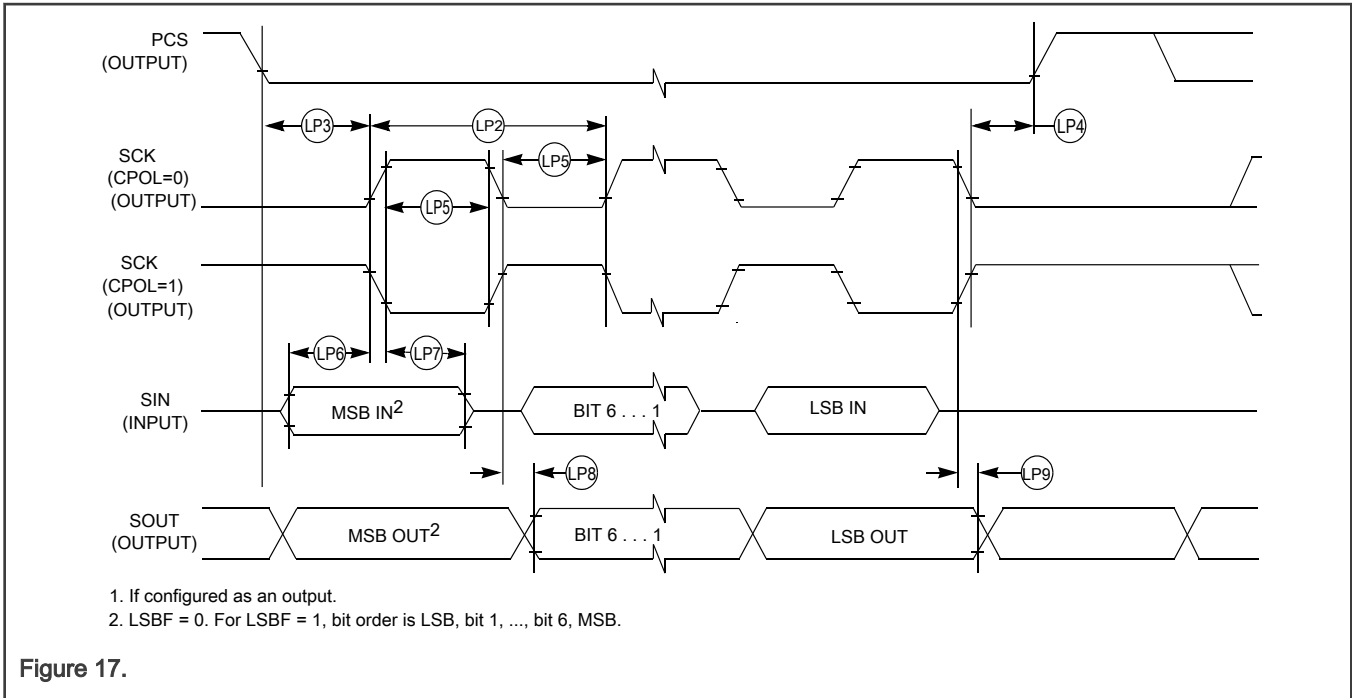 PCS
(OUTPUT)
LP3
LP2
LP4
SCK
(CPOL=0)
(OUTPUT)
LP5
LP5
SCK
(CPOL=1)
(OUTPUT)
LP6
LP7
SIN
(INPUT)
MSB IN2
BIT 6 . . . 1
LSB IN
LP8
LP9
SOUT
(OUTPUT)
MSB OUT2
BIT 6 . . . 1
LSB OUT
1. If configured as an output.
2. LSBF = 0. For LSBF = 1, bit order is LSB, bit 1, ..., bit 6, MSB.
Figure 17.